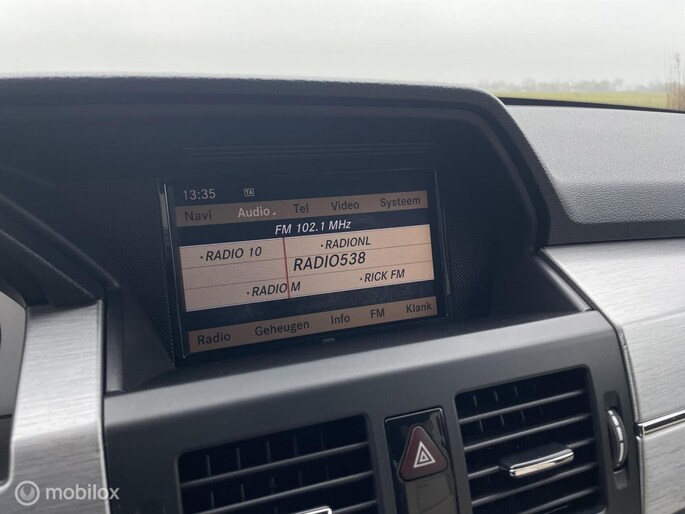 13:35 TA
Navi Audio Tel Video Systeem
FM 102.1 MHz
·RADIO 10 ·RADIONL
RADIO538
·RADIO M ·RICK FM
Radio Geheugen Info FM Klank
mobilox